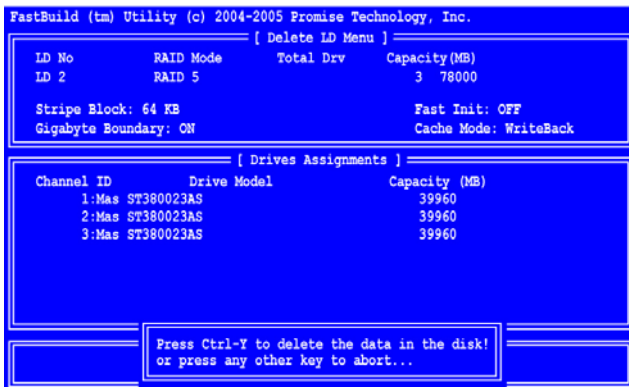 FastBuild (tm) Utility (c) 2004-2005 Promise Technology, Inc.
[ Delete LD Menu ]
LD No RAID Mode Total Drv Capacity(MB)
LD 2 RAID 5 3 78000
Stripe Block: 64 KB Fast Init: OFF
Gigabyte Boundary: ON Cache Mode: WriteBack
[ Drives Assignments ]
Channel ID Drive Model Capacity (MB)
1:Mas ST380023AS 39960
2:Mas ST380023AS 39960
3:Mas ST380023AS 39960
Press Ctrl-Y to delete the data in the disk!
or press any other key to abort...